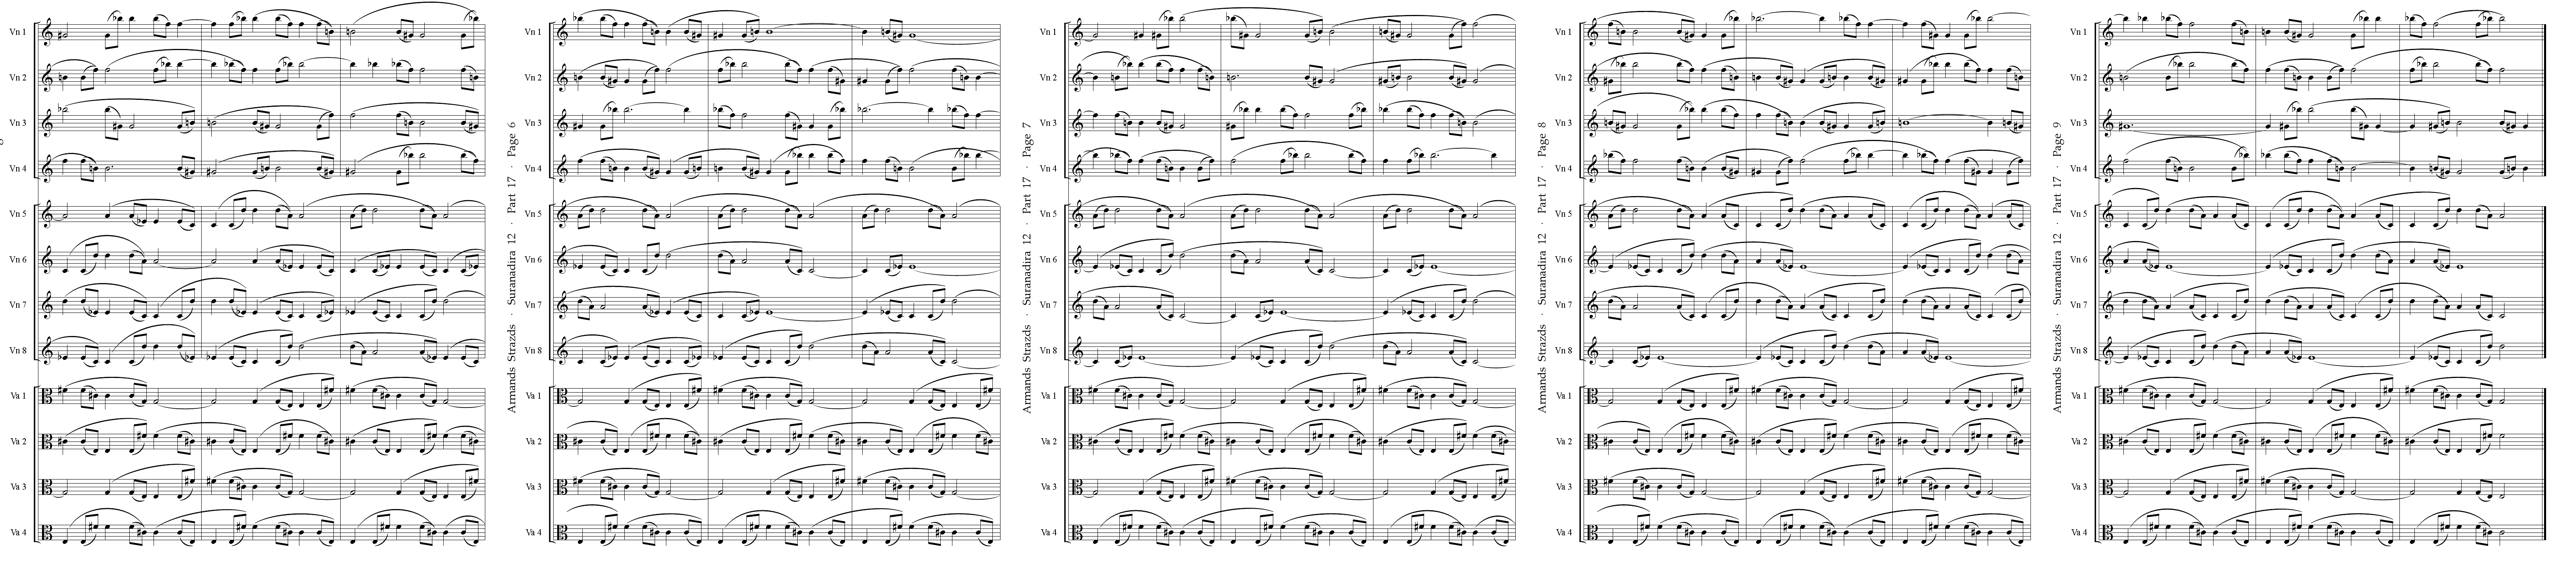 Vn 1
Vn 2
Vn 3
Vn 4
Vn 5
Vn 6
Vn 7
Vn 8
Va 1
Va 2
Va 3
Va 4
Armands Strazds · Suranadira 12 · Part 17 · Page 6
Vn 1
Vn 2
Vn 3
Vn 4
Vn 5
Vn 6
Vn 7
Vn 8
Va 1
Va 2
Va 3
Va 4
Armands Strazds · Suranadira 12 · Part 17 · Page 7
Vn 1
Vn 2
Vn 3
Vn 4
Vn 5
Vn 6
Vn 7
Vn 8
Va 1
Va 2
Va 3
Va 4
Armands Strazds · Suranadira 12 · Part 17 · Page 8
Vn 1
Vn 2
Vn 3
Vn 4
Vn 5
Vn 6
Vn 7
Vn 8
Va 1
Va 2
Va 3
Va 4
Armands Strazds · Suranadira 12 · Part 17 · Page 9
Vn 1
Vn 2
Vn 3
Vn 4
Vn 5
Vn 6
Vn 7
Vn 8
Va 1
Va 2
Va 3
Va 4